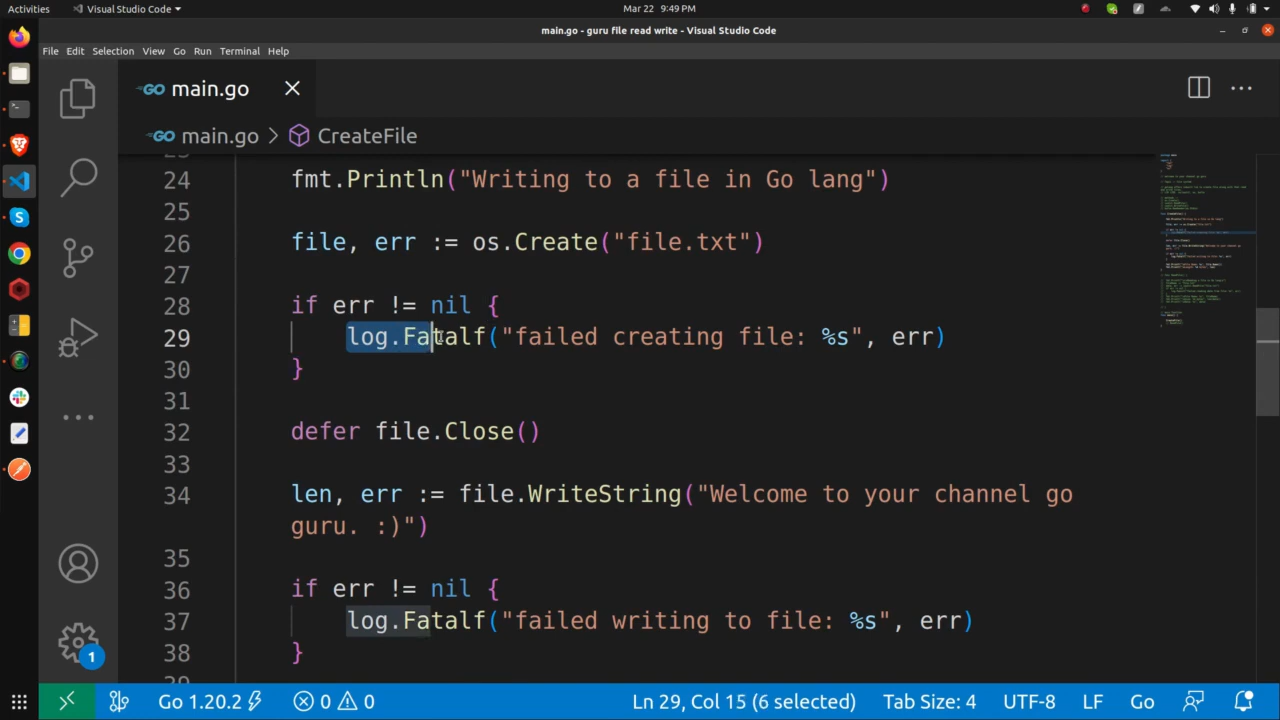 Activities Visual Studio Code Mar 22 9:49 PM
main.go - guru file read write - Visual Studio Code
File Edit Selection View Go Run Terminal Help
GO main.go
GO main.go > CreateFile
24 fmt.Println("Writing to a file in Go lang")
25
26 file, err := os.Create("file.txt")
27
28 if err != nil {
29 log.Fatalf("failed creating file: %s", err)
30 }
31
32 defer file.Close()
33
34 len, err := file.WriteString("Welcome to your channel go
guru. :)")
35
36 if err != nil {
37 log.Fatalf("failed writing to file: %s", err)
38 }
1
Go 1.20.2 0 0 Ln 29, Col 15 (6 selected) Tab Size: 4 UTF-8 LF Go